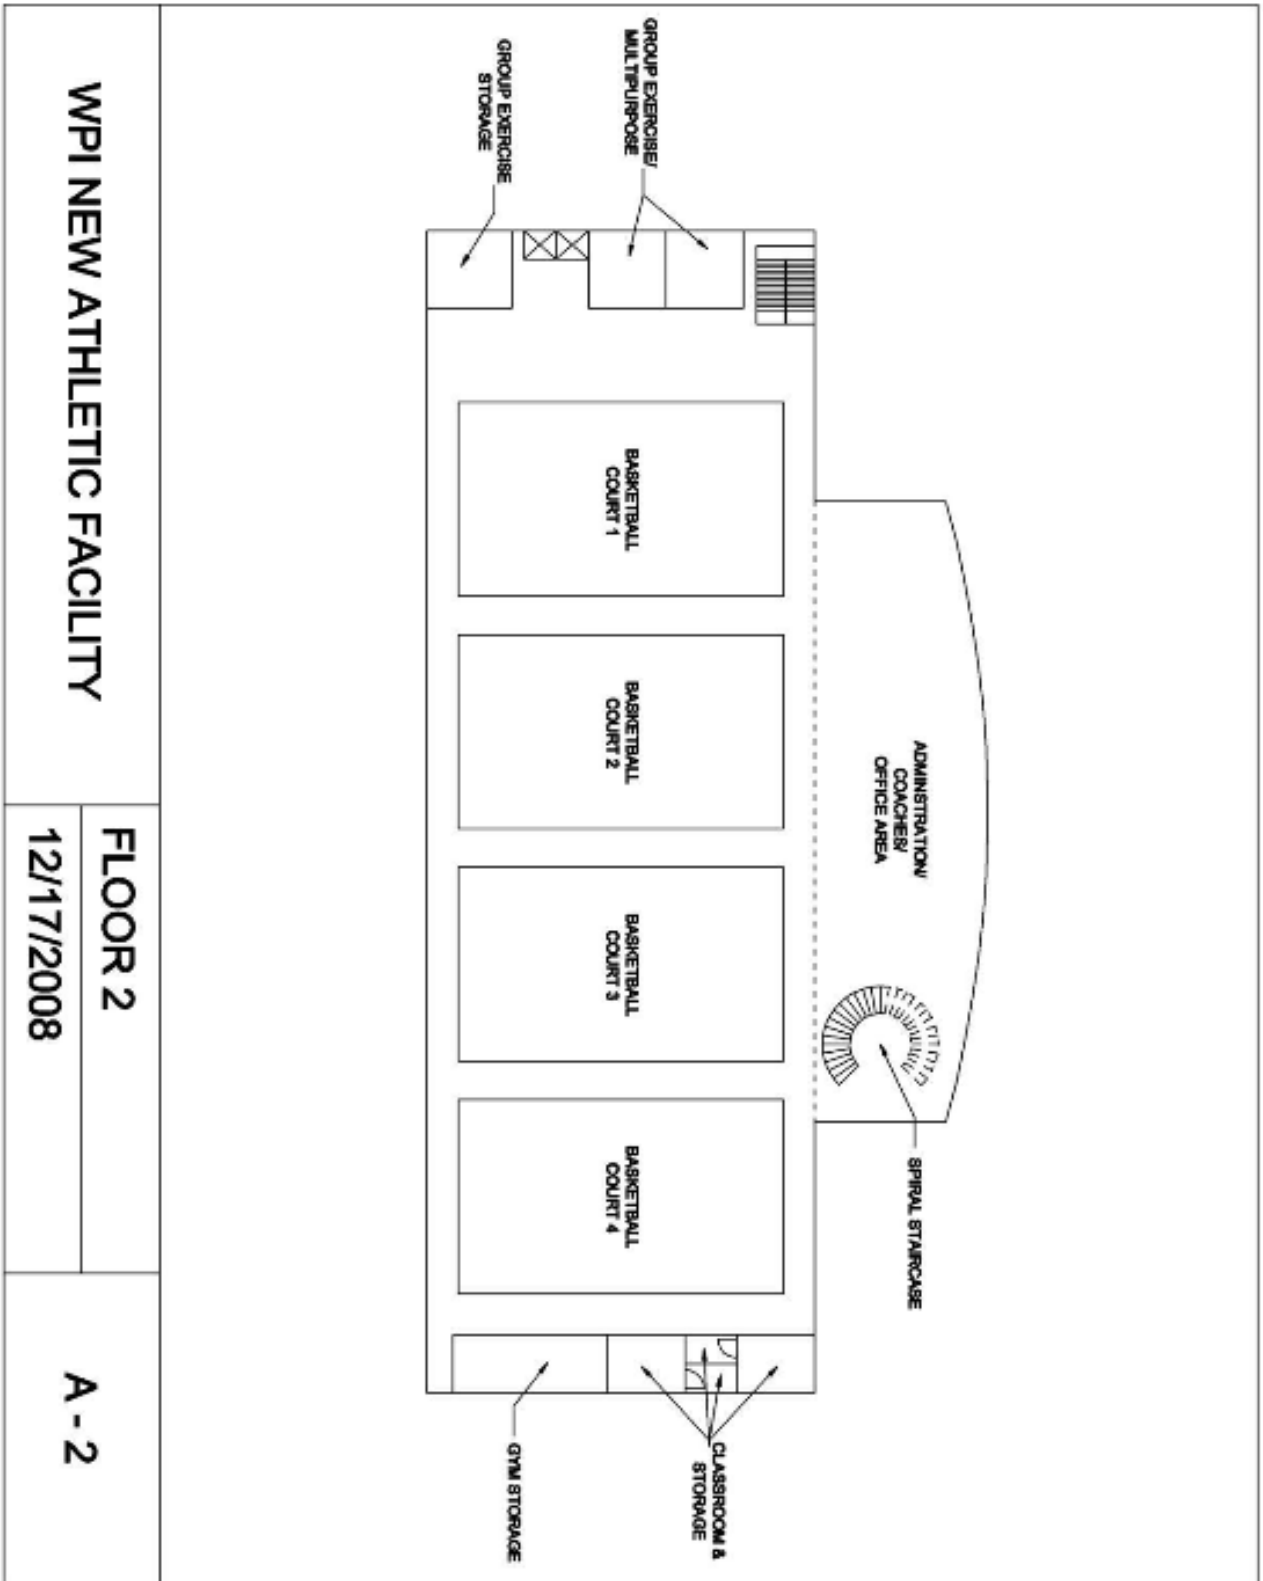 GROUP EXERCISE/
MULTIPURPOSE
GROUP EXERCISE
STORAGE
ADMINSTRATION/
COACHES/
OFFICE AREA
SPIRAL STAIRCASE
BASKETBALL
COURT 1
BASKETBALL
COURT 2
BASKETBALL
COURT 3
BASKETBALL
COURT 4
CLASSROOM &
STORAGE
GYM STORAGE
WPI NEW ATHLETIC FACILITY
FLOOR 2
12/17/2008
A - 2